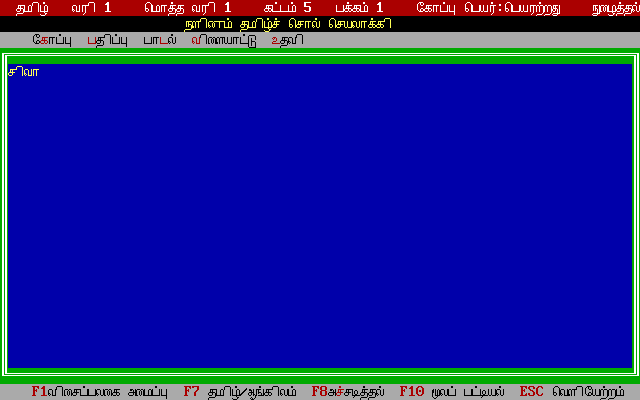 தமிழ் வரி 1 மொத்த வரி 1 கட்டம் 5 பக்கம் 1 கோப்பு பெயர்:பெயரற்றது நுழைத்தல்
நளினம் தமிழ்ச் சொல் செயலாக்கி
கோப்பு பதிப்பு பாடல் விளையாட்டு உதவி
சிவா
F1விசைப்பலகை அமைப்பு F7 தமிழ்/ஆங்கிலம் F8அச்சடித்தல் F10 மூலப் பட்டியல் ESC வெளியேற்றம்